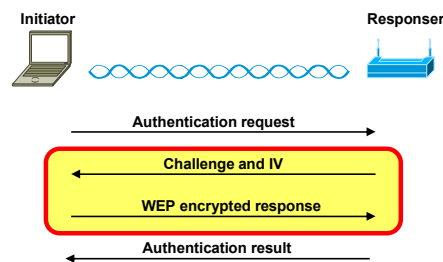 Initiator
Responser
Authentication request
Challenge and IV
WEP encrypted response
Authentication result